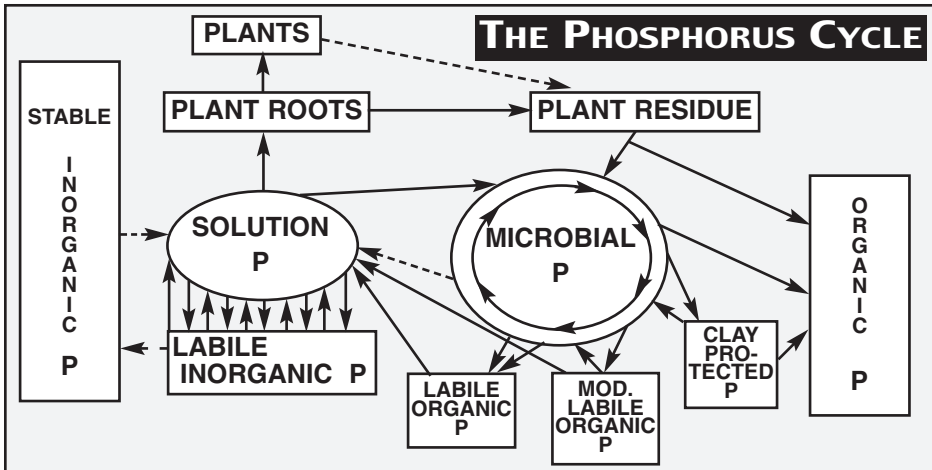 THE PHOSPHORUS CYCLE
PLANTS
PLANT ROOTS
PLANT RESIDUE
STABLE
I
N
O
R
G
A
N
I
C
P
SOLUTION
P
MICROBIAL
P
O
R
G
A
N
I
C
P
LABILE
INORGANIC P
LABILE
ORGANIC
P
MOD.
LABILE
ORGANIC
P
CLAY
PRO-
TECTED
P